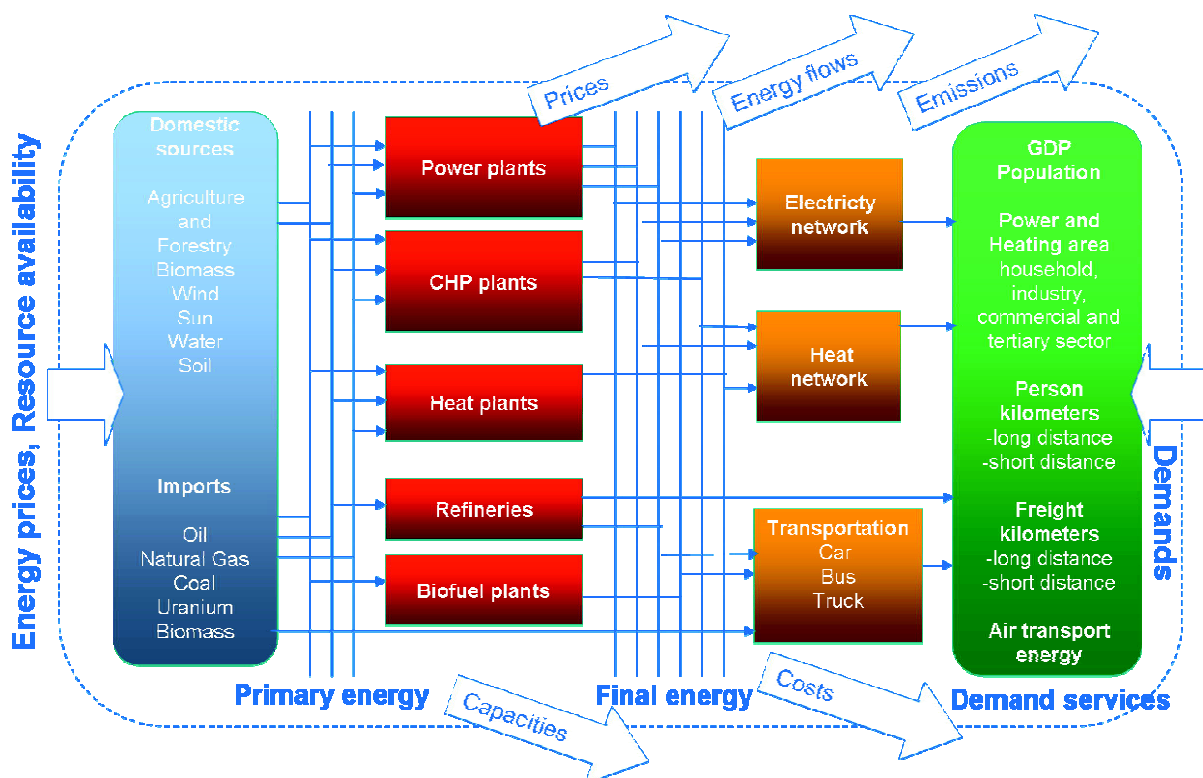 Prices
Energy flows
Emissions
Energy prices, Resource availability
Domestic
sources
Agriculture
and
Forestry
Biomass
Wind
Sun
Water
Soil
Imports
Oil
Natural Gas
Coal
Uranium
Biomass
Power plants
CHP plants
Heat plants
Refineries
Biofuel plants
Electricty
network
Heat
network
Transportation
Car
Bus
Truck
GDP
Population
Power and
Heating area
household,
industry,
commercial and
tertiary sector
Person
kilometers
-long distance
-short distance
Freight
kilometers
-long distance
-short distance
Air transport
energy
Demands
Primary energy
Final energy
Demand services
Capacities
Costs